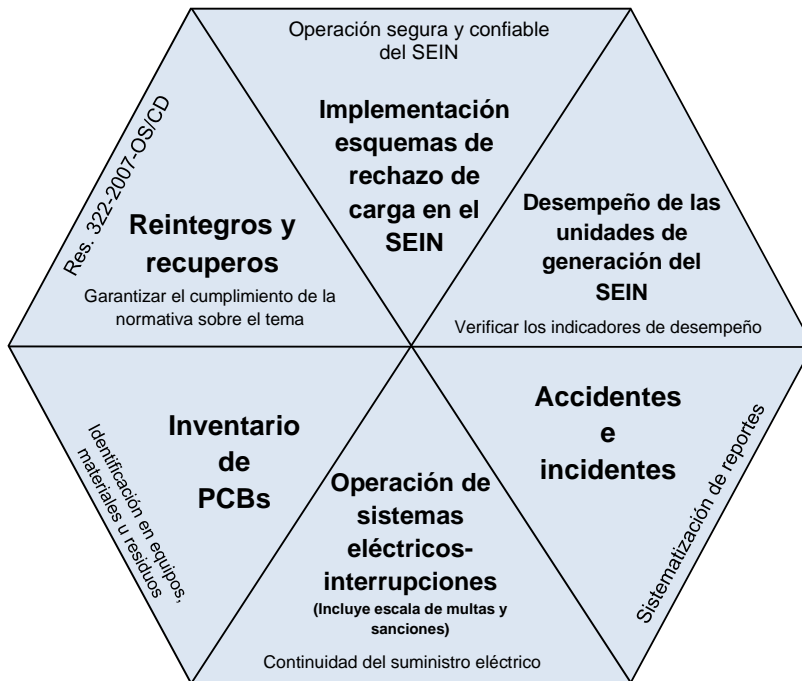 Operación segura y confiable
del SEIN
Implementación
esquemas de
rechazo de
carga en el
SEIN
Res. 322-2007-OS/CD
Reintegros y
recuperos
Garantizar el cumplimiento de la
normativa sobre el tema
Desempeño de las
unidades de
generación del
SEIN
Verificar los indicadores de desempeño
Identificación en equipos,
materiales u residuos
Inventario
de
PCBs
Operación de
sistemas
eléctricos-
interrupciones
(Incluye escala de multas y
sanciones)
Continuidad del suministro eléctrico
Accidentes
e
incidentes
Sistematización de reportes